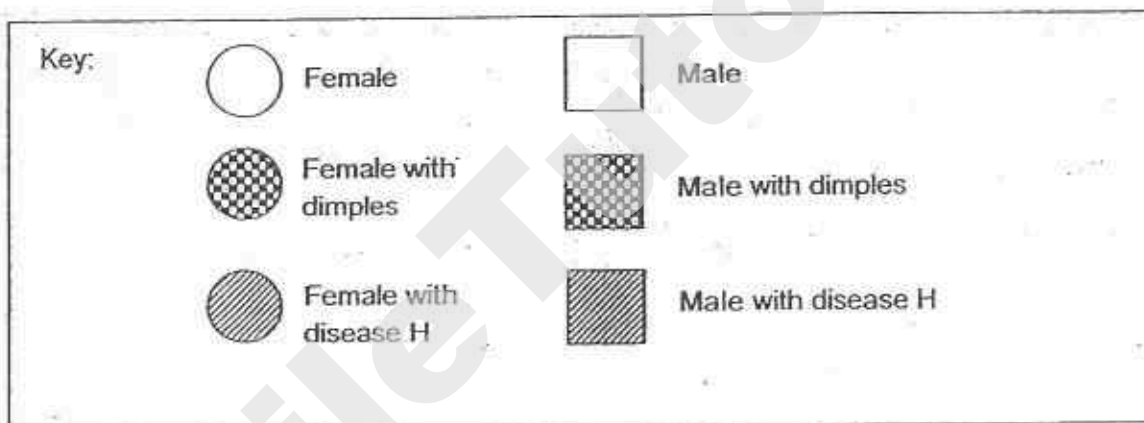 Key:
Female
Male
Female with
dimples
Male with dimples
Female with
disease H
Male with disease H